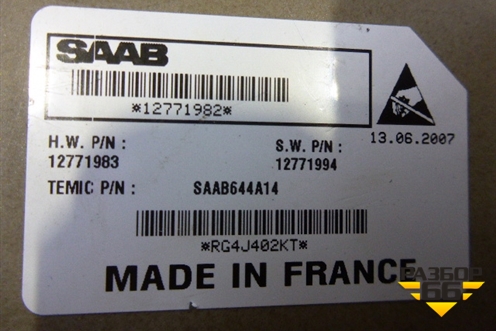 SAAB
*12771982*
13.06.2007
H.W. P/N : S.W. P/N :
12771983 12771994
TEMIC P/N : SAAB644A14
*RG4J402KT*
MADE IN FRANCE
РАЗБОР
66